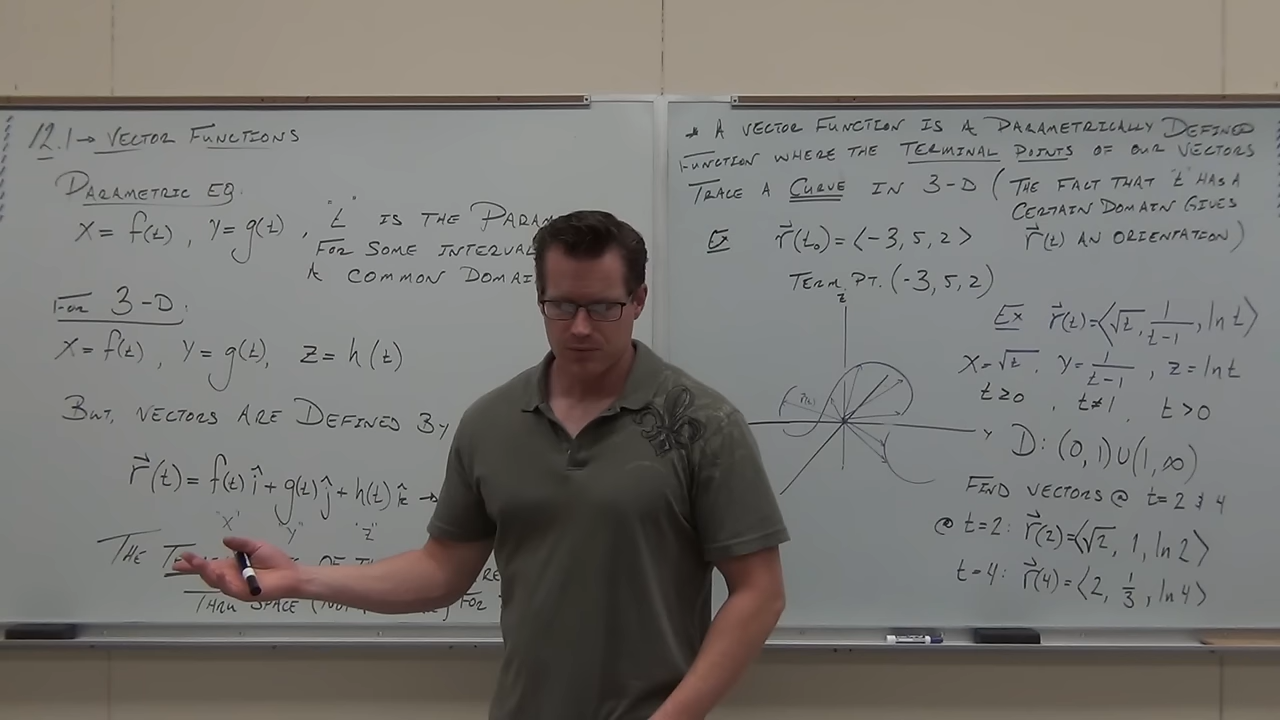 12.1→ VECTOR FUNCTIONS
PARAMETRIC EQ:
X = f(t) , Y = g(t) , "t" IS THE PARAM
FOR SOME INTERVAL
A COMMON DOMAI
FOR 3-D:
X = f(t) , Y = g(t), Z = h(t)
BUT, VECTORS ARE DEFINED BY
r⃗(t) = f(t) î + g(t) ĵ + h(t) k̂ →
"X" "Y" "Z"
THE OF
THRU SPACE FOR
* A VECTOR FUNCTION IS A PARAMETRICALLY DEFINED
FUNCTION WHERE THE TERMINAL POINTS OF OUR VECTORS
TRACE A CURVE IN 3-D (THE FACT THAT "t" HAS A
CERTAIN DOMAIN GIVES
r⃗(t) AN ORIENTATION)
EX r⃗(t₀) = ⟨-3, 5, 2⟩
TERM. PT. (-3, 5, 2)
Z
Y
EX r⃗(t) = ⟨√t, 1/(t-1), ln t⟩
X = √t , Y = 1/(t-1) , Z = ln t
t ≥ 0 , t ≠ 1 t > 0
D: (0, 1) ∪ (1, ∞)
FIND VECTORS @ t = 2 & 4
@ t = 2: r⃗(2) = ⟨√2, 1, ln 2⟩
t = 4: r⃗(4) = ⟨2, 1/3, ln 4⟩